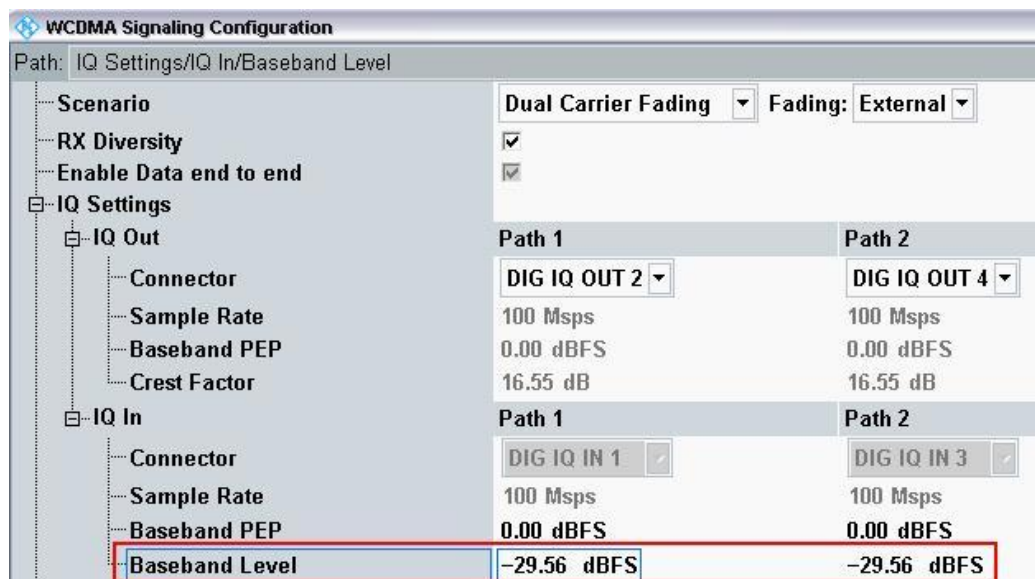 WCDMA Signaling Configuration
Path: IQ Settings/IQ In/Baseband Level
Scenario Dual Carrier Fading Fading: External
RX Diversity
Enable Data end to end
IQ Settings
IQ Out Path 1 Path 2
Connector DIG IQ OUT 2 DIG IQ OUT 4
Sample Rate 100 Msps 100 Msps
Baseband PEP 0.00 dBFS 0.00 dBFS
Crest Factor 16.55 dB 16.55 dB
IQ In Path 1 Path 2
Connector DIG IQ IN 1 DIG IQ IN 3
Sample Rate 100 Msps 100 Msps
Baseband PEP 0.00 dBFS 0.00 dBFS
Baseband Level −29.56 dBFS −29.56 dBFS